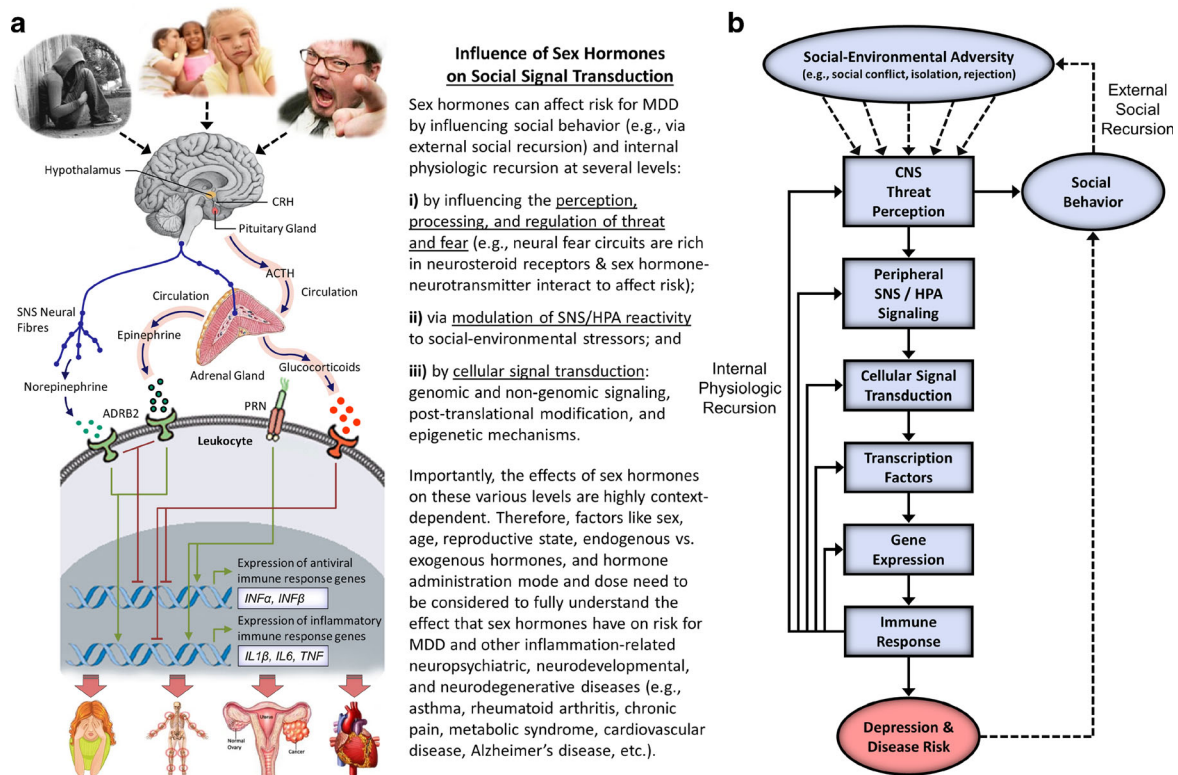 a
Hypothalamus
CRH
Pituitary Gland
ACTH
Circulation
Circulation
SNS Neural
Fibres
Epinephrine
Adrenal Gland
Glucocorticoids
Norepinephrine
ADRB2
PRN
Leukocyte
Expression of antiviral
immune response genes
INFα, INFβ
Expression of inflammatory
immune response genes
IL1β, IL6, TNF
Normal
Ovary
Uterus
Cancer
Influence of Sex Hormones
on Social Signal Transduction
Sex hormones can affect risk for MDD
by influencing social behavior (e.g., via
external social recursion) and internal
physiologic recursion at several levels:
i) by influencing the perception,
processing, and regulation of threat
and fear (e.g., neural fear circuits are rich
in neurosteroid receptors & sex hormone-
neurotransmitter interact to affect risk);
ii) via modulation of SNS/HPA reactivity
to social-environmental stressors; and
iii) by cellular signal transduction:
genomic and non-genomic signaling,
post-translational modification, and
epigenetic mechanisms.
Importantly, the effects of sex hormones
on these various levels are highly context-
dependent. Therefore, factors like sex,
age, reproductive state, endogenous vs.
exogenous hormones, and hormone
administration mode and dose need to
be considered to fully understand the
effect that sex hormones have on risk for
MDD and other inflammation-related
neuropsychiatric, neurodevelopmental,
and neurodegenerative diseases (e.g.,
asthma, rheumatoid arthritis, chronic
pain, metabolic syndrome, cardiovascular
disease, Alzheimer's disease, etc.).
b
Social-Environmental Adversity
(e.g., social conflict, isolation, rejection)
External
Social
Recursion
CNS
Threat
Perception
Social
Behavior
Peripheral
SNS / HPA
Signaling
Internal
Physiologic
Recursion
Cellular Signal
Transduction
Transcription
Factors
Gene
Expression
Immune
Response
Depression &
Disease Risk